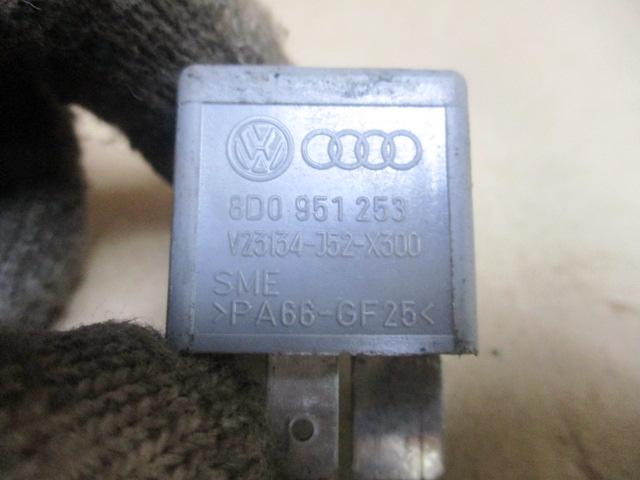 8D0 951 253
V23134-J52-X300
SME
>PA66-GF25<